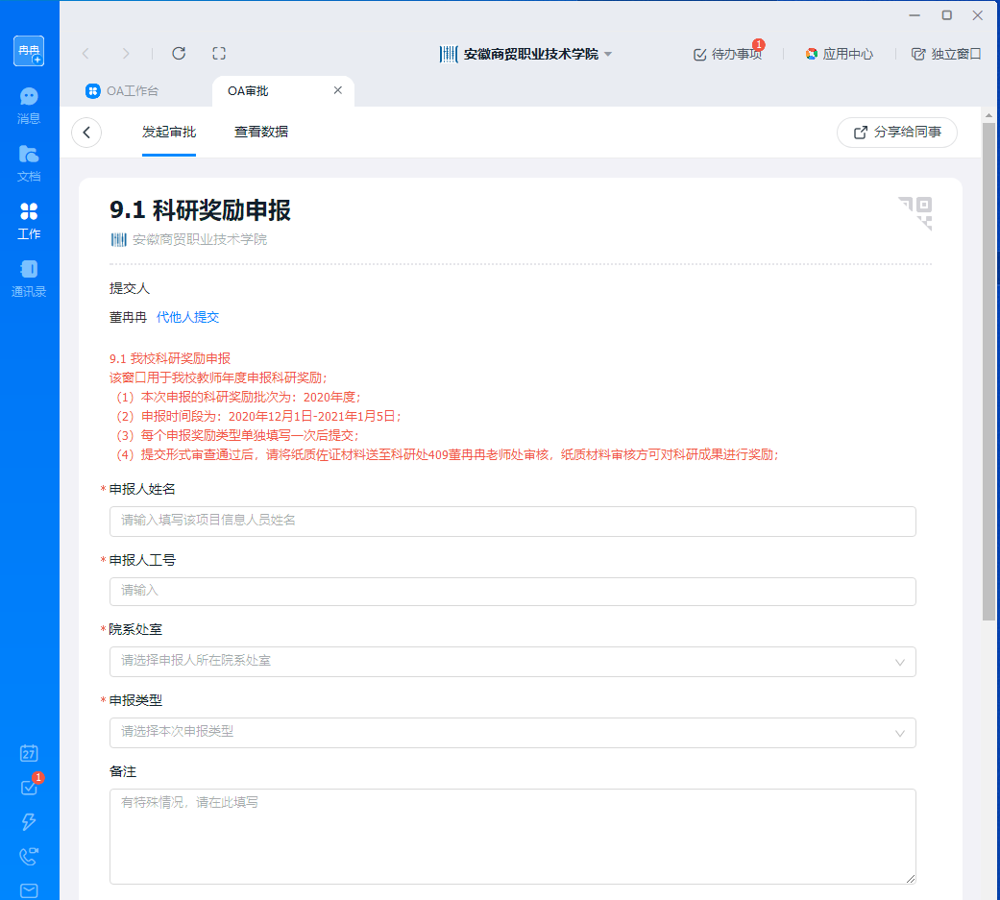 冉冉
消息
文档
工作
通讯录
27
1
安徽商贸职业技术学院
待办事项
1
应用中心
独立窗口
OA工作台
OA审批
发起审批
查看数据
分享给同事
9.1 科研奖励申报
安徽商贸职业技术学院
提交人
董冉冉 代他人提交
9.1 我校科研奖励申报
该窗口用于我校教师年度申报科研奖励；
（1）本次申报的科研奖励批次为：2020年度；
（2）申报时间段为：2020年12月1日-2021年1月5日；
（3）每个申报奖励类型单独填写一次后提交；
（4）提交形式审查通过后，请将纸质佐证材料送至科研处409董冉冉老师处审核，纸质材料审核方可对科研成果进行奖励；
* 申报人姓名
请输入填写该项目信息人员姓名
* 申报人工号
请输入
* 院系处室
请选择申报人所在院系处室
* 申报类型
请选择本次申报类型
备注
有特殊情况，请在此填写